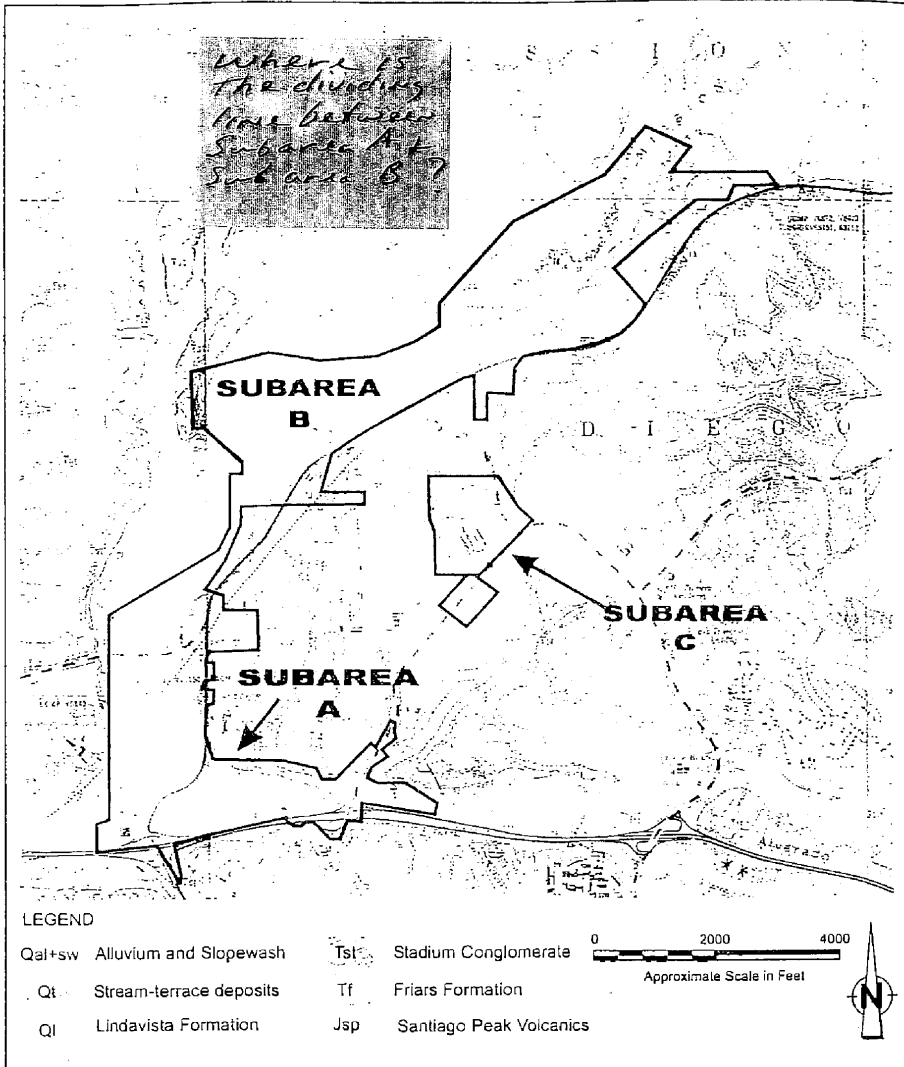 Where is
the dividing
line between
Subarea A +
Subarea B ?
S S I O N
SUBAREA
B
D I E G O
SUBAREA
C
SUBAREA
A
Alvarado
LEGEND
Qal+sw Alluvium and Slopewash
Qt Stream-terrace deposits
Ql Lindavista Formation
Tst Stadium Conglomerate
Tf Friars Formation
Jsp Santiago Peak Volcanics
0 2000 4000
Approximate Scale in Feet
N